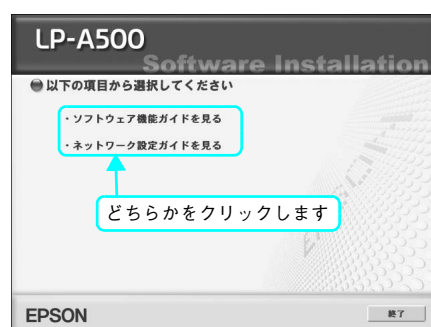 LP-A500
Software Installation
以下の項目から選択してください
・ソフトウェア機能ガイドを見る
・ネットワーク設定ガイドを見る
どちらかをクリックします
EPSON
EPSON
終了